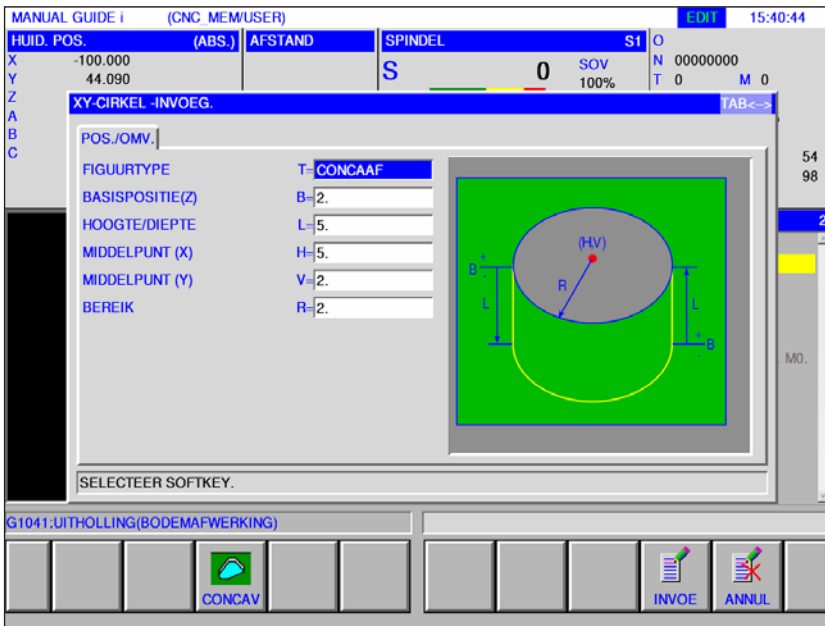 MANUAL GUIDE i (CNC_MEM/USER) EDIT 15:40:44
HUID. POS. (ABS.) AFSTAND SPINDEL S1 O
X -100.000 S 0 SOV 100% N 00000000
Y 44.090 T 0 M 0
Z
A
B
C
54
98
XY-CIRKEL -INVOEG. TAB<-->
POS./OMV.
FIGUURTYPE T= CONCAAF
BASISPOSITIE(Z) B= 2.
HOOGTE/DIEPTE L= 5.
MIDDELPUNT (X) H= 5.
MIDDELPUNT (Y) V= 2.
BEREIK R= 2.
(H,V)
+
B
-
R
L
L
+
B
-
2
M0.
SELECTEER SOFTKEY.
G1041:UITHOLLING(BODEMAFWERKING)
CONCAV INVOE ANNUL